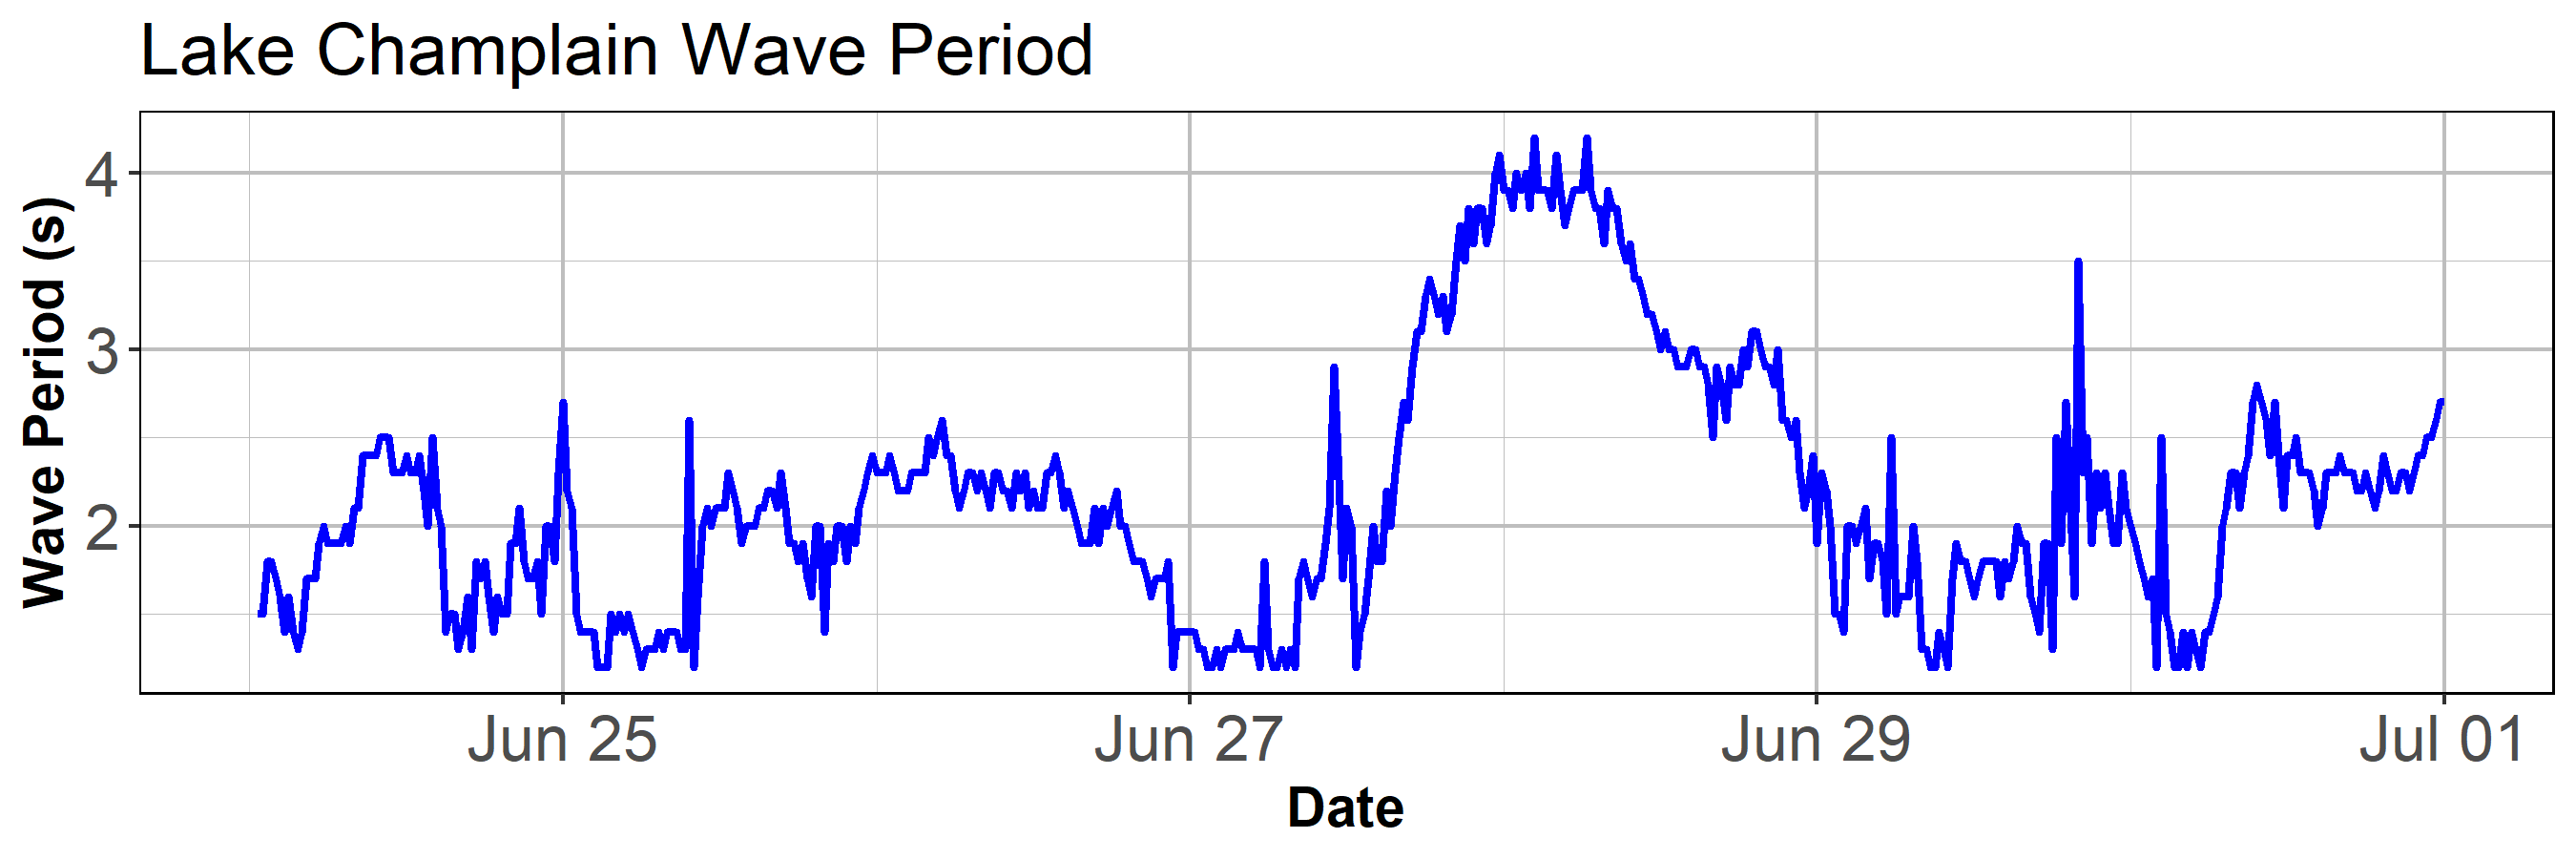 Lake Champlain Wave Period
Wave Period (s)
4
3
2
Jun 25
Jun 27
Jun 29
Jul 01
Date